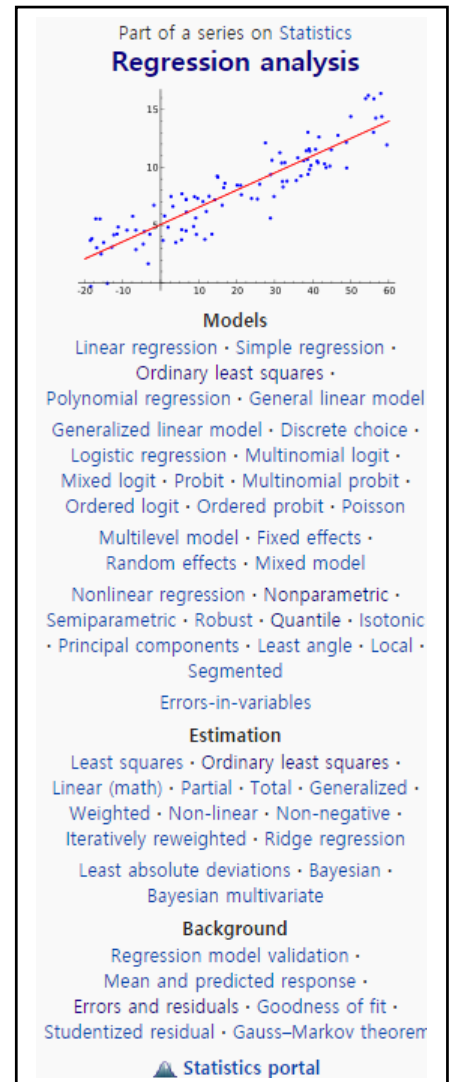 Part of a series on Statistics
Regression analysis
15
10
5
-20 -10 10 20 30 40 50 60
Models
Linear regression · Simple regression ·
Ordinary least squares ·
Polynomial regression · General linear model
Generalized linear model · Discrete choice ·
Logistic regression · Multinomial logit ·
Mixed logit · Probit · Multinomial probit ·
Ordered logit · Ordered probit · Poisson
Multilevel model · Fixed effects ·
Random effects · Mixed model
Nonlinear regression · Nonparametric ·
Semiparametric · Robust · Quantile · Isotonic
· Principal components · Least angle · Local ·
Segmented
Errors-in-variables
Estimation
Least squares · Ordinary least squares ·
Linear (math) · Partial · Total · Generalized ·
Weighted · Non-linear · Non-negative ·
Iteratively reweighted · Ridge regression
Least absolute deviations · Bayesian ·
Bayesian multivariate
Background
Regression model validation ·
Mean and predicted response ·
Errors and residuals · Goodness of fit ·
Studentized residual · Gauss–Markov theorem
Statistics portal